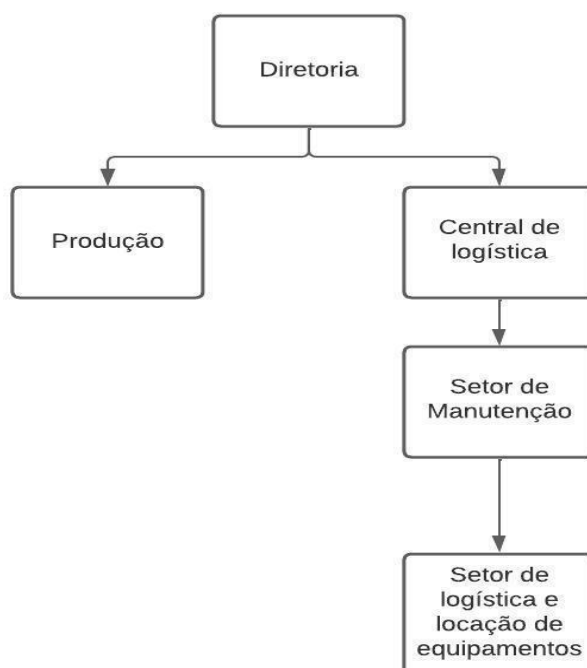 Diretoria
Produção
Central de
logística
Setor de
Manutenção
Setor de
logística e
locação de
equipamentos